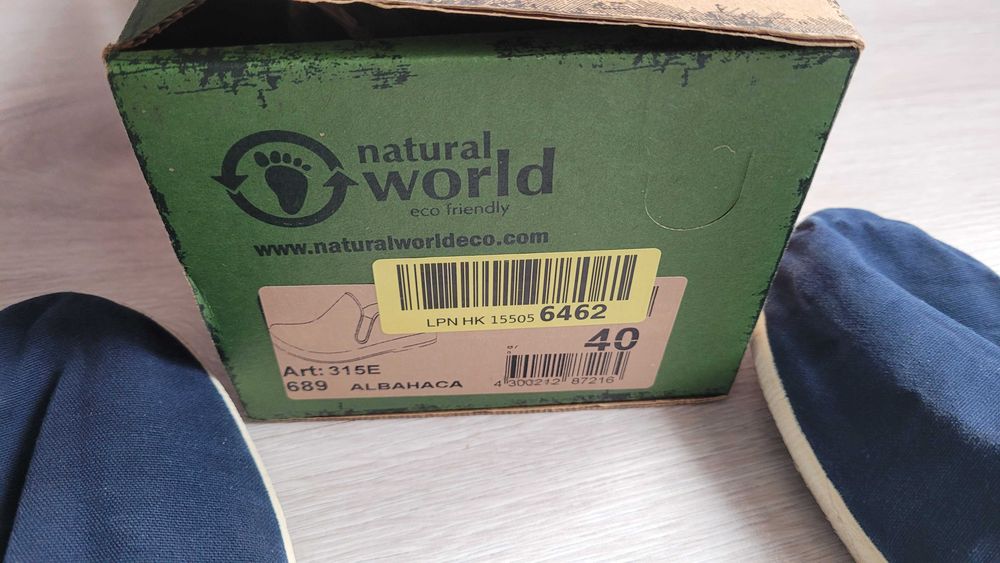 natural
world
eco friendly
www.naturalworldeco.com
LPN HK 15505 6462
40
Art: 315E
689 ALBAHACA
4 300212 87216